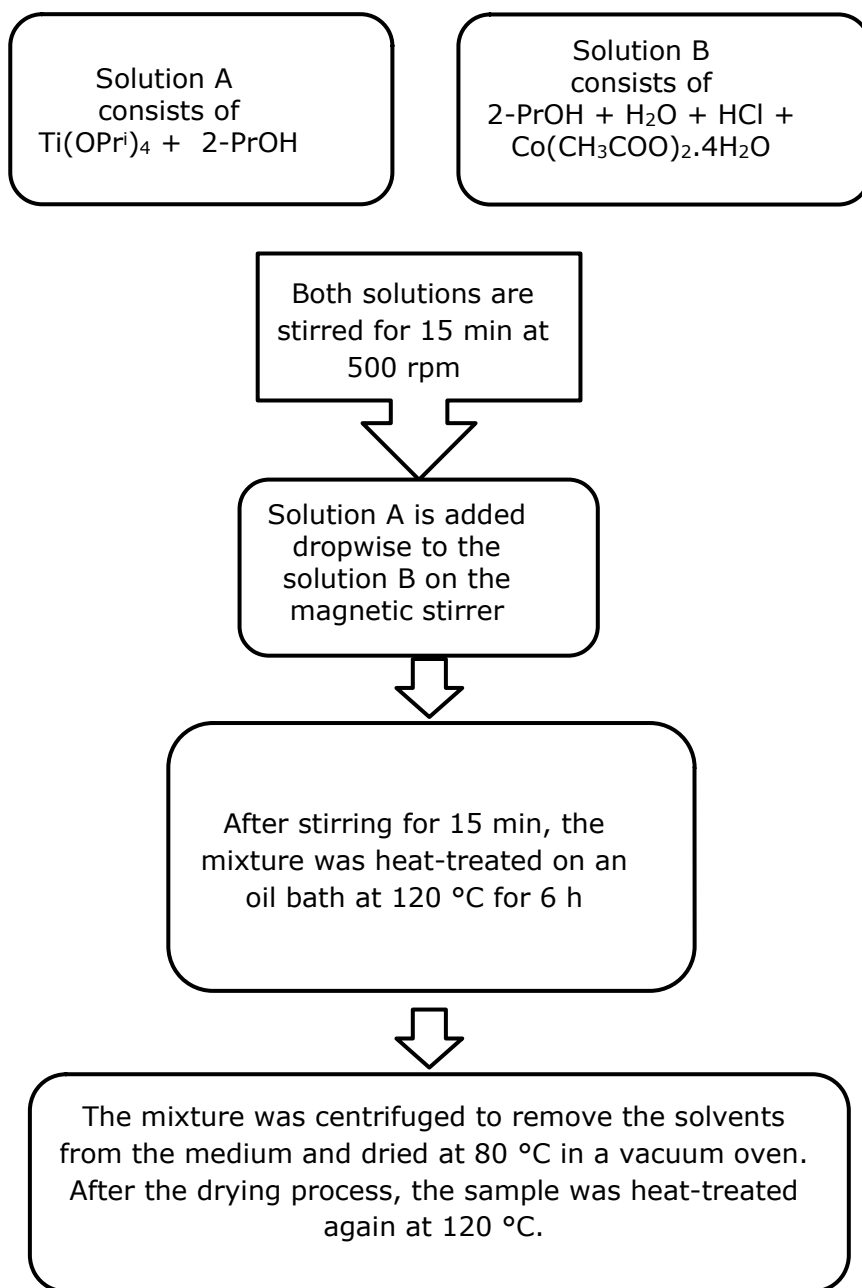 Solution A
consists of
Ti(OPrⁱ)₄ + 2-PrOH
Solution B
consists of
2-PrOH + H₂O + HCl +
Co(CH₃COO)₂.4H₂O
Both solutions are
stirred for 15 min at
500 rpm
Solution A is added
dropwise to the
solution B on the
magnetic stirrer
After stirring for 15 min, the
mixture was heat-treated on an
oil bath at 120 °C for 6 h
The mixture was centrifuged to remove the solvents
from the medium and dried at 80 °C in a vacuum oven.
After the drying process, the sample was heat-treated
again at 120 °C.